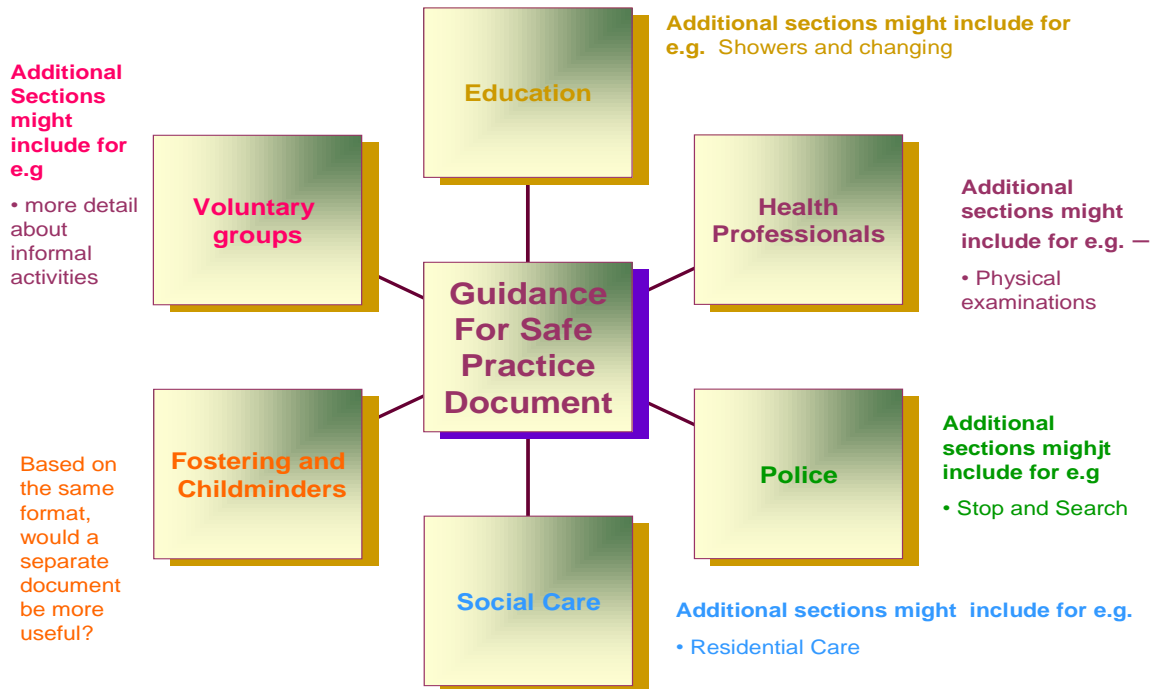 Education
Additional sections might include for
e.g. Showers and changing
Additional
Sections
might
include for
e.g
• more detail
about
informal
activities
Voluntary
groups
Health
Professionals
Additional
sections might
include for e.g. –
• Physical
examinations
Guidance
For Safe
Practice
Document
Based on
the same
format,
would a
separate
document
be more
useful?
Fostering and
Childminders
Police
Additional
sections mighjt
include for e.g
• Stop and Search
Social Care
Additional sections might include for e.g.
• Residential Care